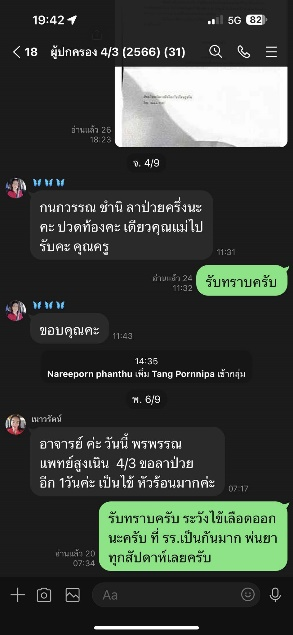 19:42
5G 82
18 ผู้ปกครอง 4/3 (2566) (31)
อ่านแล้ว 26
18:23
จ. 4/9
กนกวรรณ ชำนิ ลาป่วยครึ่งนะ
คะ ปวดท้องคะ เดียวคุณแม่ไป
รับคะ คุณครู
11:31
อ่านแล้ว 24
11:32
รับทราบครับ
ขอบคุณคะ
11:43
14:35
Nareeporn phanthu เพิ่ม Tang Pornnipa เข้ากลุ่ม
พ. 6/9
เนาวรัตน์
อาจารย์ ค่ะ วันนี้ พรพรรณ
แพทย์สูงเนิน 4/3 ขอลาป่วย
อีก 1วันค่ะ เป็นไข้ หัวร้อนมากค่ะ
07:17
รับทราบครับ ระวังไข้เลือดออก
นะครับ ที่ รร.เป็นกันมาก พ่นยา
ทุกสัปดาห์เลยครับ
อ่านแล้ว 20
07:34
Aa